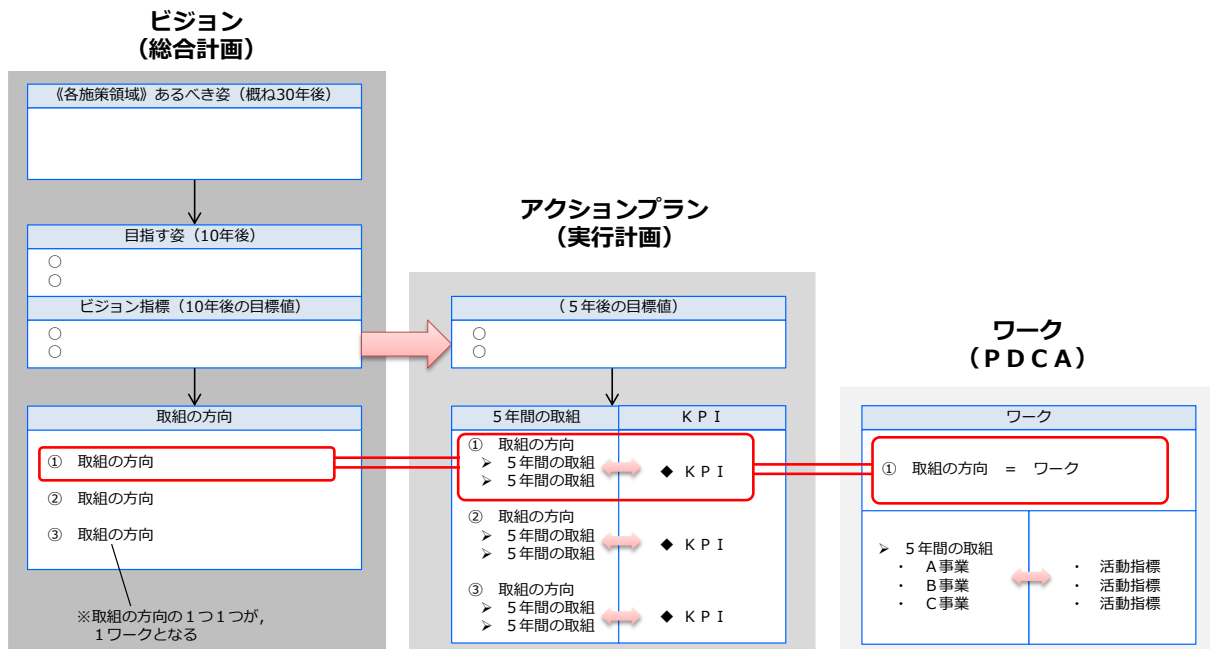 ビジョン
（総合計画）
《各施策領域》あるべき姿（概ね30年後）
目指す姿（10年後）
○
○
ビジョン指標（10年後の目標値）
○
○
取組の方向
① 取組の方向
② 取組の方向
③ 取組の方向
※取組の方向の１つ１つが，
１ワークとなる
アクションプラン
（実行計画）
（５年後の目標値）
○
○
５年間の取組
ＫＰＩ
① 取組の方向
➢ ５年間の取組
➢ ５年間の取組
◆ ＫＰＩ
② 取組の方向
➢ ５年間の取組
➢ ５年間の取組
◆ ＫＰＩ
③ 取組の方向
➢ ５年間の取組
➢ ５年間の取組
◆ ＫＰＩ
ワーク
（ＰＤＣＡ）
ワーク
① 取組の方向 ＝ ワーク
➢ ５年間の取組
・ Ａ事業
・ Ｂ事業
・ Ｃ事業
・ 活動指標
・ 活動指標
・ 活動指標